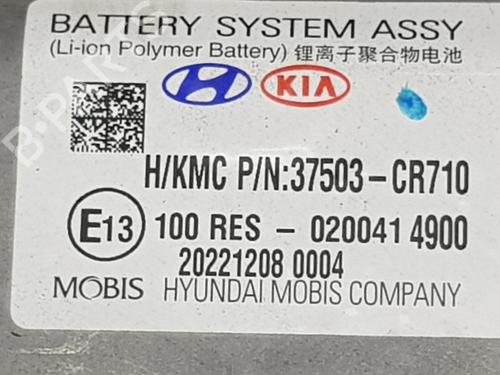 BATTERY SYSTEM ASSY
(Li-ion Polymer Battery) 锂离子聚合物电池
KIA
H/KMC P/N:37503-CR710
E13 100 RES - 020041 4900
20221208 0004
MOBIS HYUNDAI MOBIS COMPANY
B-PARTS